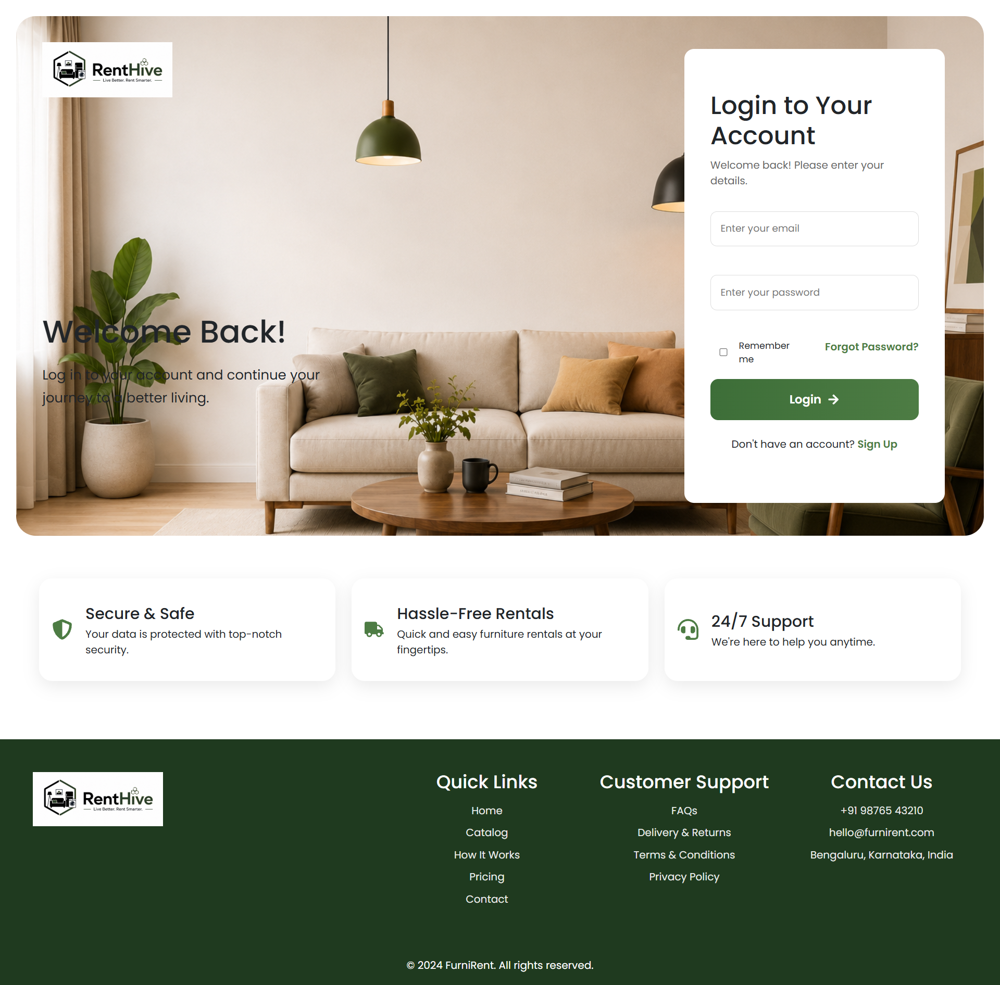 RentHive
Live Better. Rent Smarter.
Login to Your
Account
Welcome back! Please enter your
details.
Enter your email
Enter your password
Remember
me
Forgot Password?
Login
Don't have an account? Sign Up
Welcome Back!
Log in to your account and continue your
journey to a better living.
Secure & Safe
Your data is protected with top-notch
security.
Hassle-Free Rentals
Quick and easy furniture rentals at your
fingertips.
24/7 Support
We're here to help you anytime.
RentHive
Live Better. Rent Smarter.
Quick Links
Home
Catalog
How It Works
Pricing
Contact
Customer Support
FAQs
Delivery & Returns
Terms & Conditions
Privacy Policy
Contact Us
+91 98765 43210
hello@furnirent.com
Bengaluru, Karnataka, India
© 2024 FurniRent. All rights reserved.